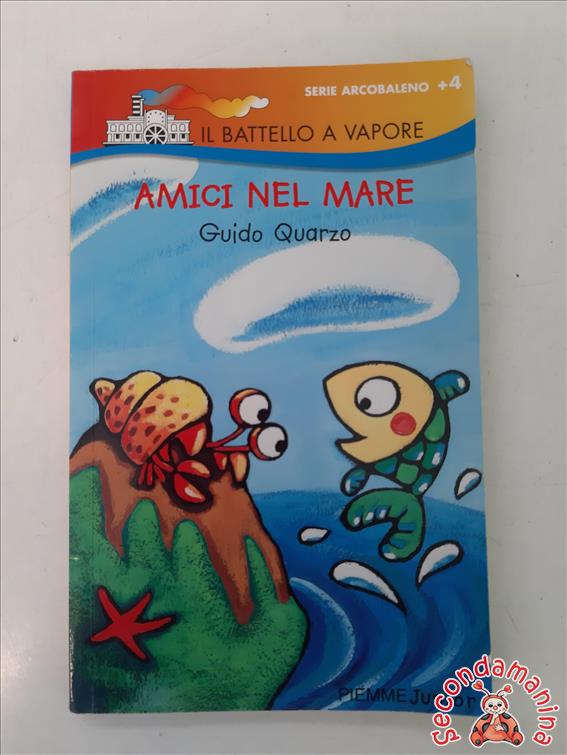 SERIE ARCOBALENO +4
IL BATTELLO A VAPORE
AMICI NEL MARE
Guido Quarzo
PIEMME Junior
secondamanina